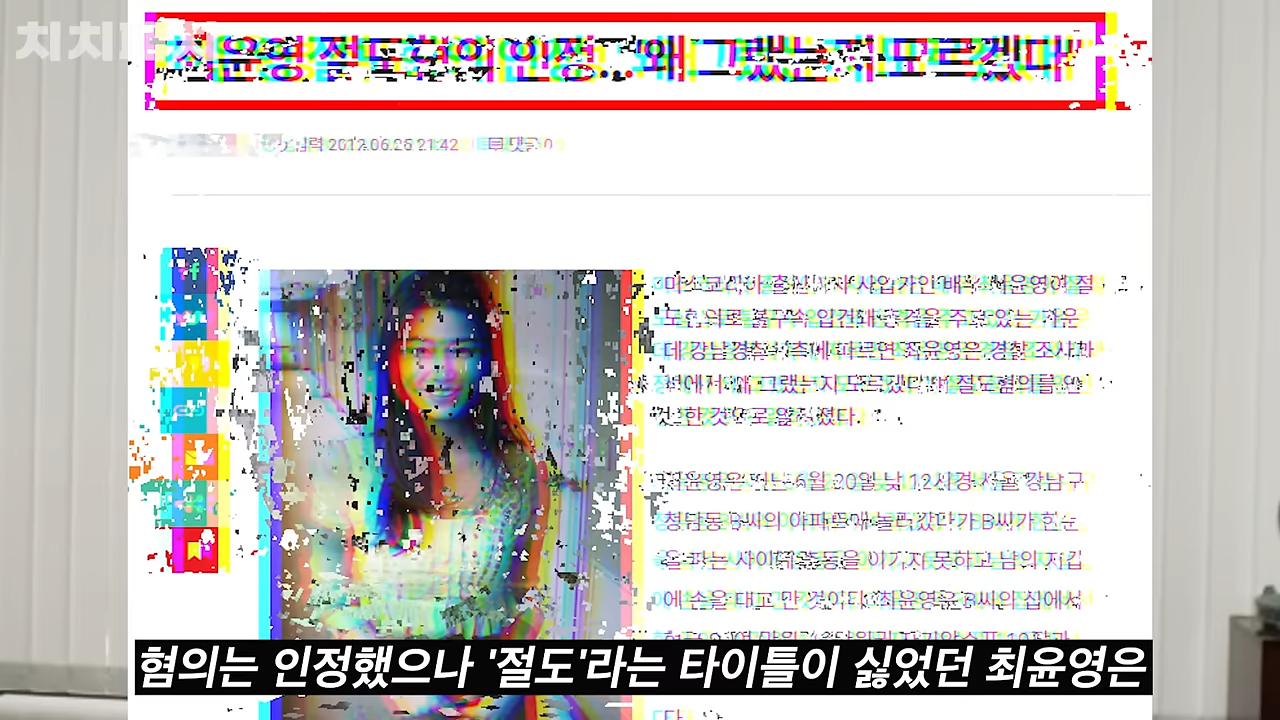 최윤영 절도혐의 인정.. '왜 그랬는지 모르겠다'
입력 2012.06.26 21:42 댓글 0
출신이자 사업가인 배우 최윤영이 절
도혐의로 불구속 입건돼 충격을 주고 있는 가운
데 강남경찰서 측에 따르면 최윤영은 경찰 조사과
정에서 "왜 그랬는지 모르겠다"며 절도혐의를 인
한 것으로 알려졌다.
최윤영은 지난 6월 20일 낮 12시경 서울 강남구
청담동 B씨의 아파트에 놀러갔다가 B씨가 한눈
을 파는 사이에 충동을 이기지 못하고 남의 지갑
에 손을 대고 만 것이다. 최윤영은 B씨의 집에서
혐의는 인정했으나 '절도'라는 타이틀이 싫었던 최윤영은